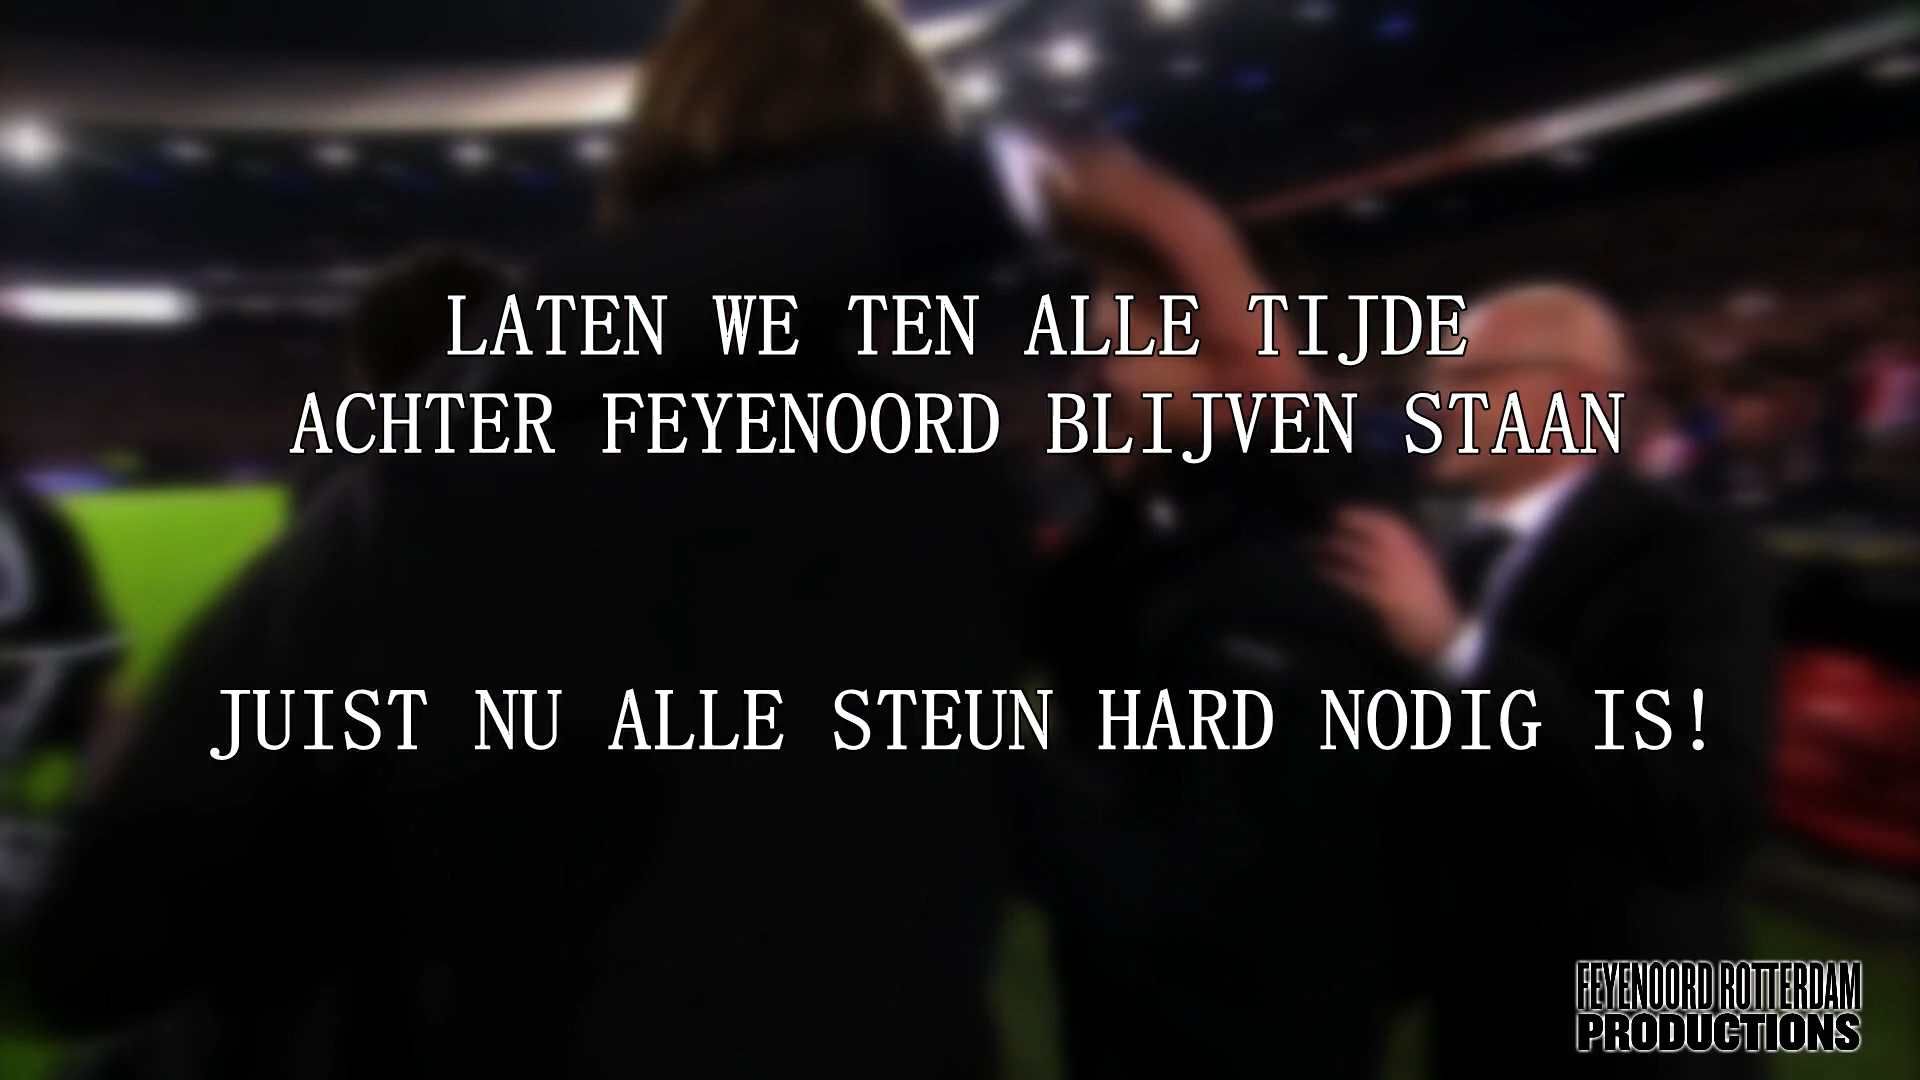 LATEN WE TEN ALLE TIJDE
ACHTER FEYENOORD BLIJVEN STAAN
JUIST NU ALLE STEUN HARD NODIG IS!
FEYENOORD ROTTERDAM
PRODUCTIONS